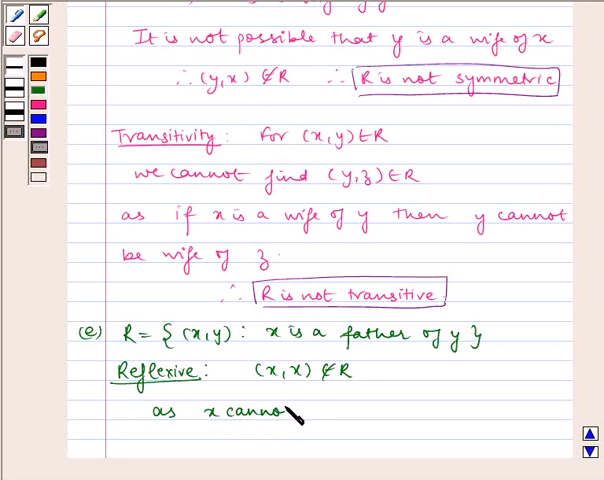 It is not possible that y is a wife of x
∴ (y,x) ∉ R ∴ R is not symmetric
Transitivity: For (x,y) ∈ R
we cannot find (y,z) ∈ R
as if x is a wife of y then y cannot
be wife of z.
∴ R is not transitive.
(e) R = { (x,y) : x is a father of y }
Reflexive: (x,x) ∉ R
as x canno